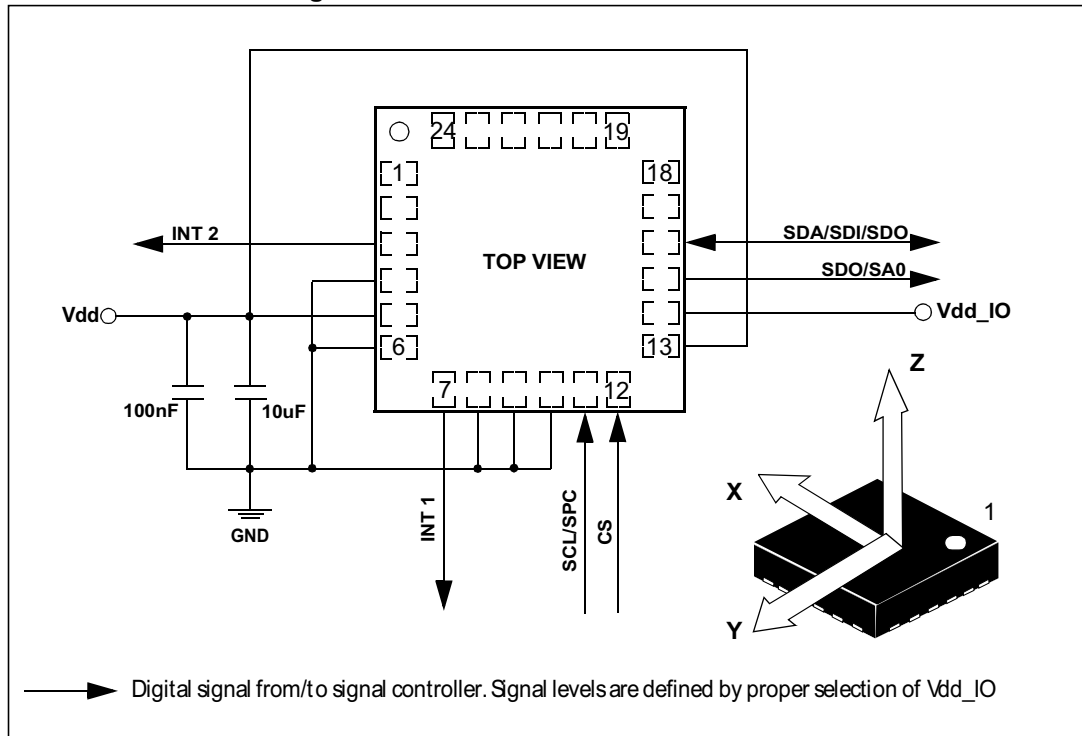 24
19
1
18
INT 2
SDA/SDI/SDO
TOP VIEW
SDO/SA0
Vdd
Vdd_IO
6
13
7
12
Z
100nF
10uF
X
1
GND
INT 1
SCL/SPC
CS
Y
Digital signal from/to signal controller. Signal levels are defined by proper selection of Vdd_IO